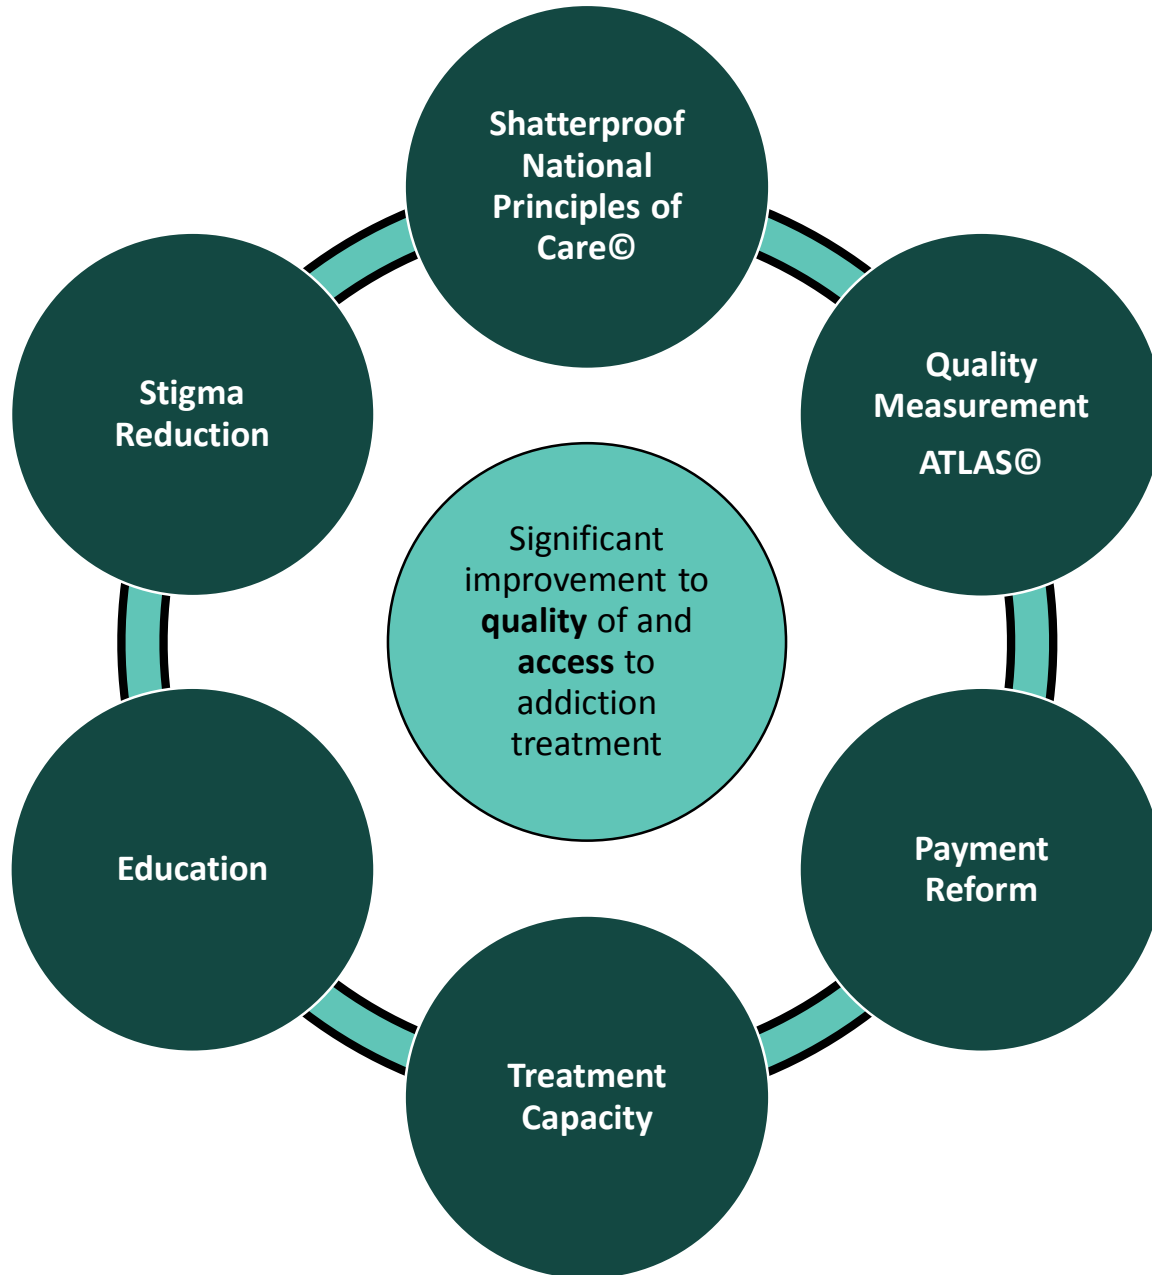 Shatterproof
National
Principles of
Care©
Quality
Measurement
ATLAS©
Payment
Reform
Treatment
Capacity
Education
Stigma
Reduction
Significant
improvement to
quality of and
access to
addiction
treatment